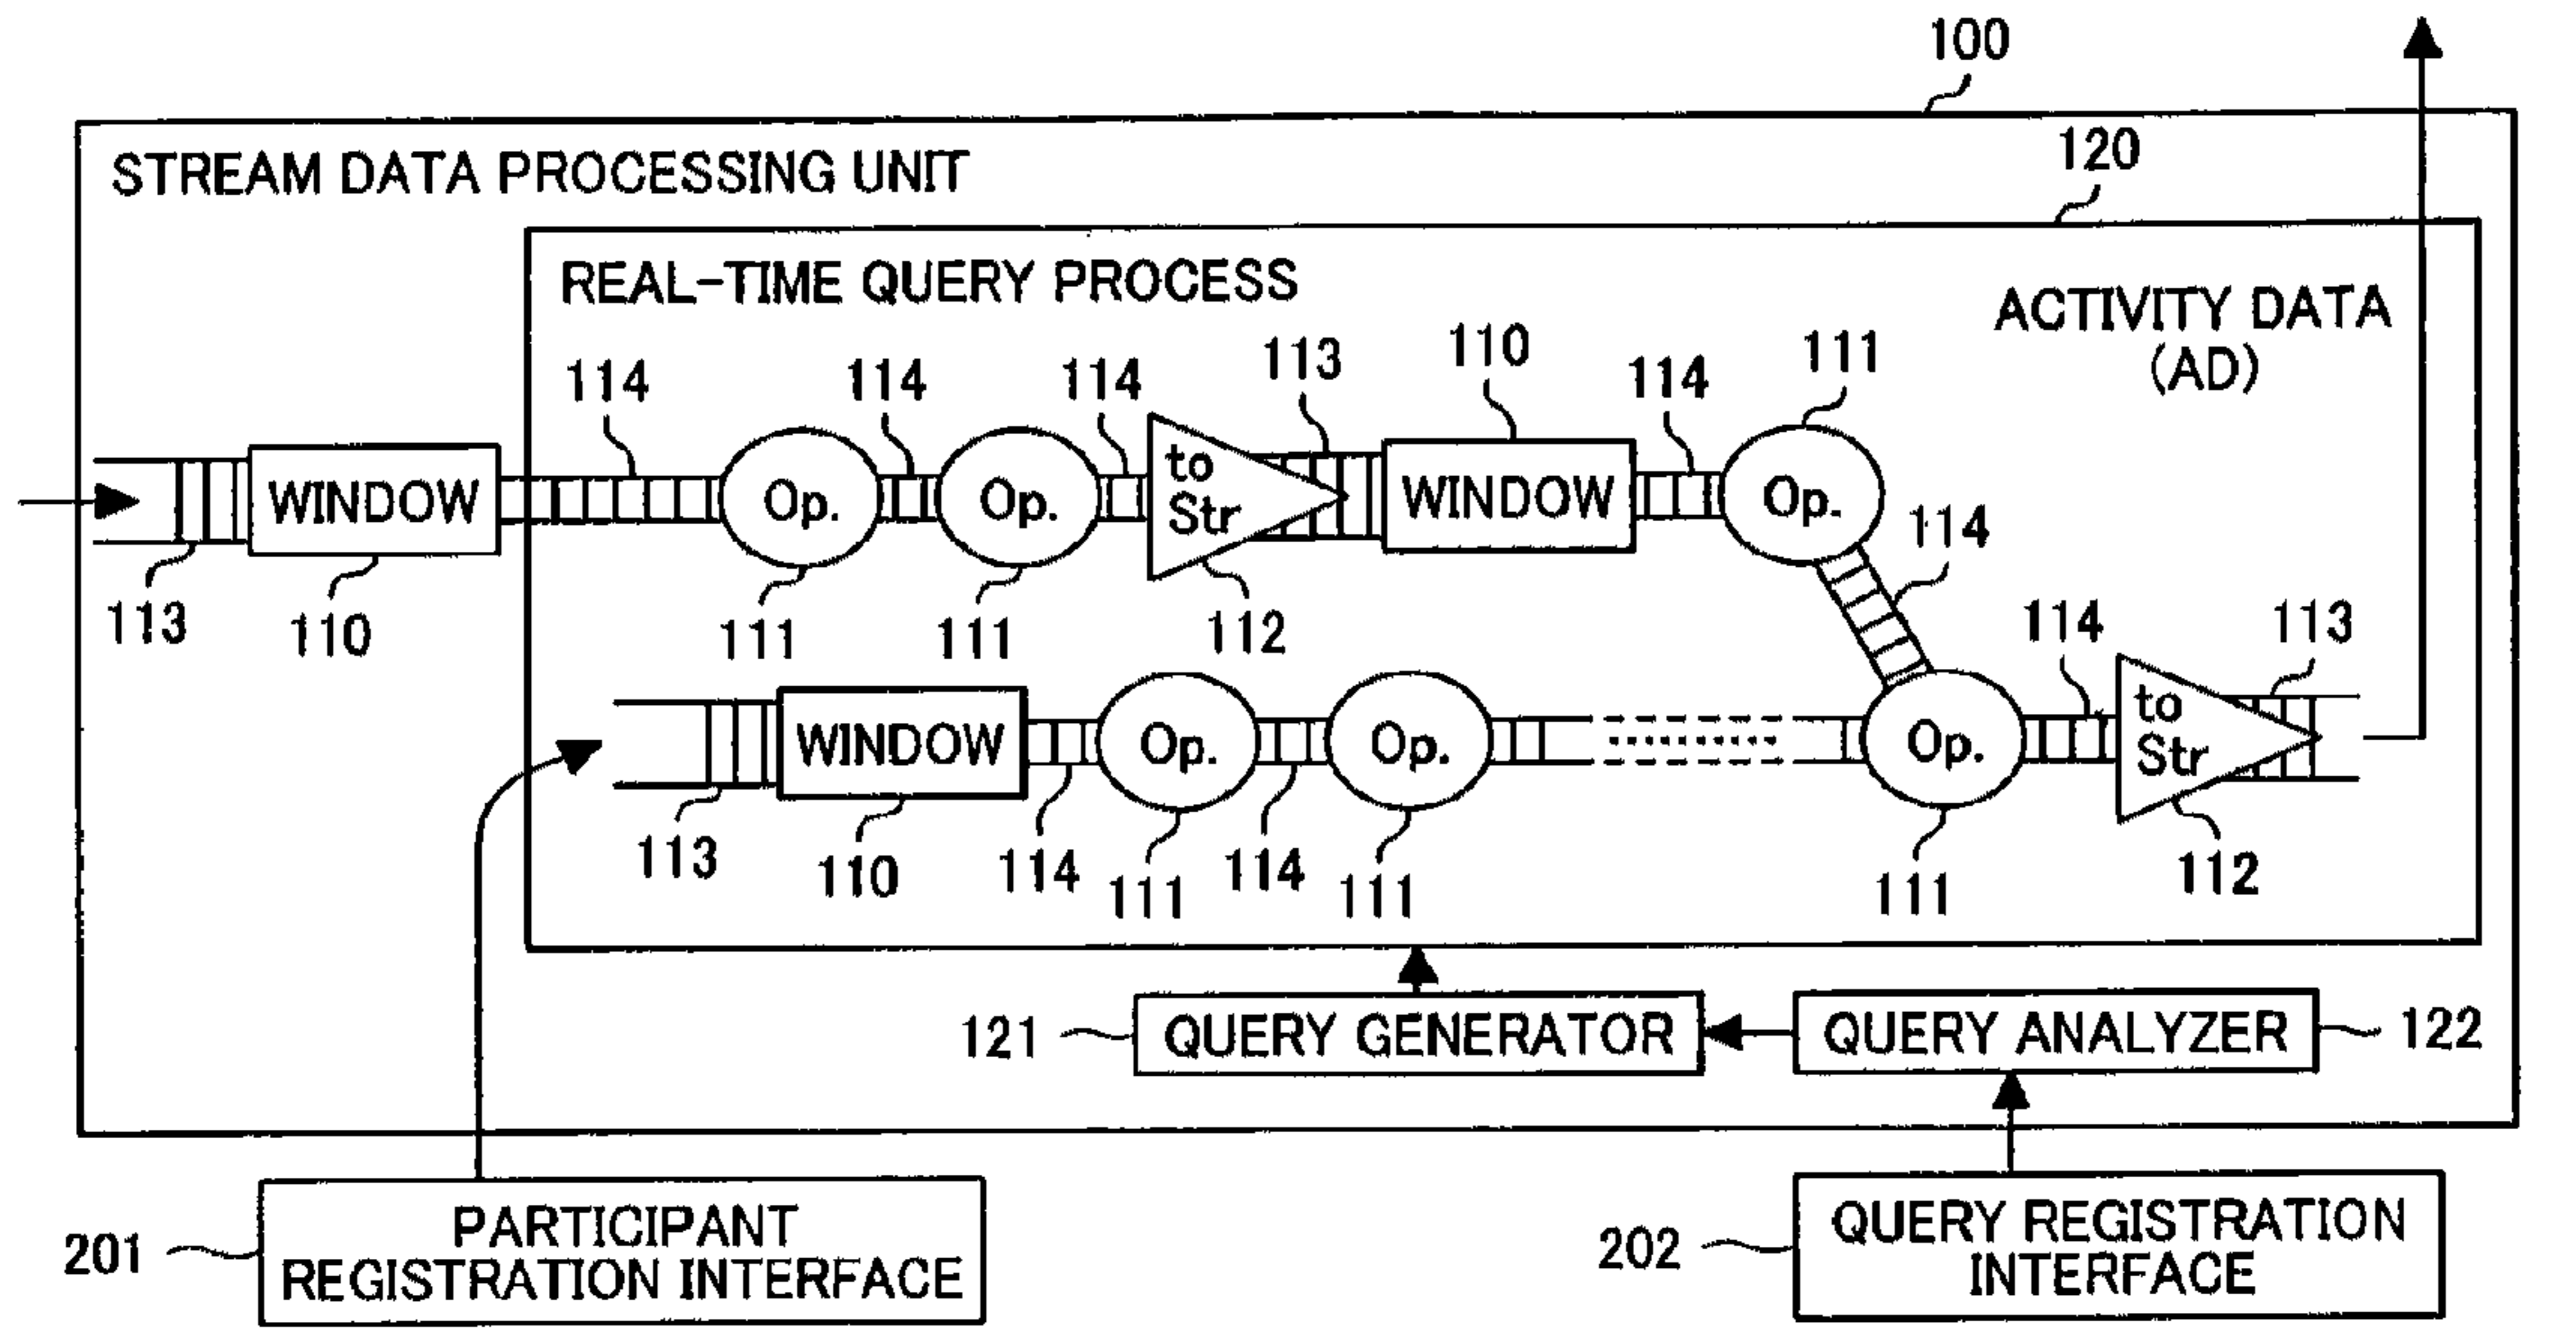 100
120
STREAM DATA PROCESSING UNIT
REAL-TIME QUERY PROCESS
ACTIVITY DATA
(AD)
114
114
114
113
110
114
111
WINDOW
Op.
Op.
to
Str
WINDOW
Op.
114
113
110
111
111
112
114
113
WINDOW
Op.
Op.
Op.
to
Str
113
110
114
111
114
111
111
112
121
QUERY GENERATOR
QUERY ANALYZER
122
201
PARTICIPANT
REGISTRATION INTERFACE
202
QUERY REGISTRATION
INTERFACE